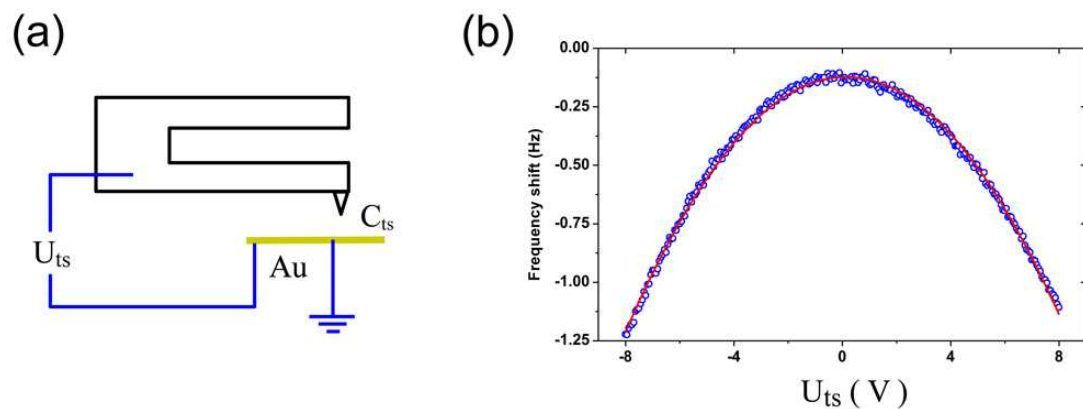 (a)
U_ts
Au
C_ts
(b)
Frequency shift (Hz)
0.00
-0.25
-0.50
-0.75
-1.00
-1.25
-8 -4 0 4 8
U_ts ( V )